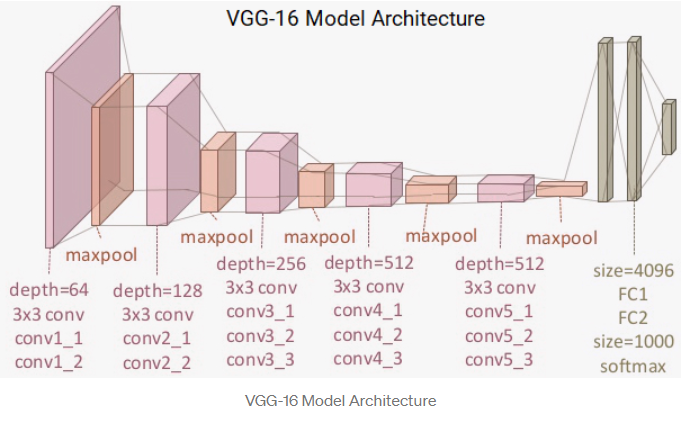 VGG-16 Model Architecture
maxpool
maxpool
maxpool
maxpool
maxpool
depth=64
3x3 conv
conv1_1
conv1_2
depth=128
3x3 conv
conv2_1
conv2_2
depth=256
3x3 conv
conv3_1
conv3_2
conv3_3
depth=512
3x3 conv
conv4_1
conv4_2
conv4_3
depth=512
3x3 conv
conv5_1
conv5_2
conv5_3
size=4096
FC1
FC2
size=1000
softmax
VGG-16 Model Architecture